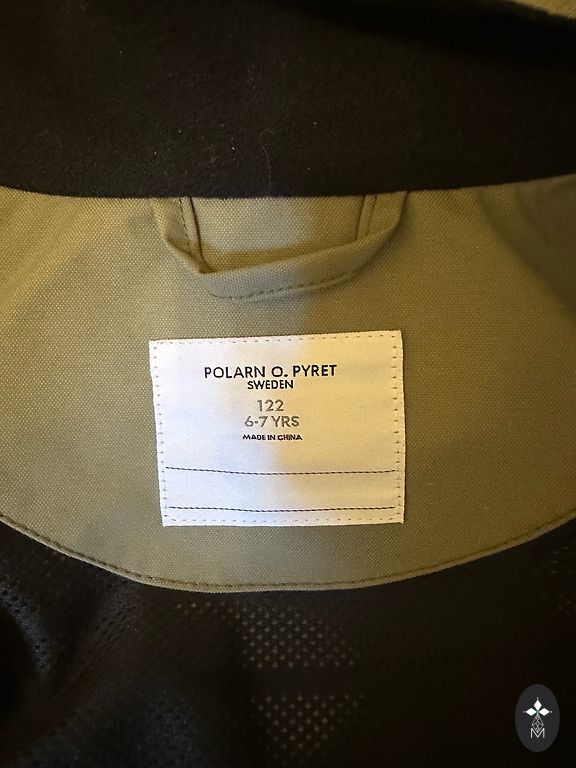 POLARN O. PYRET
SWEDEN
122
6-7 YRS
MADE IN CHINA
M